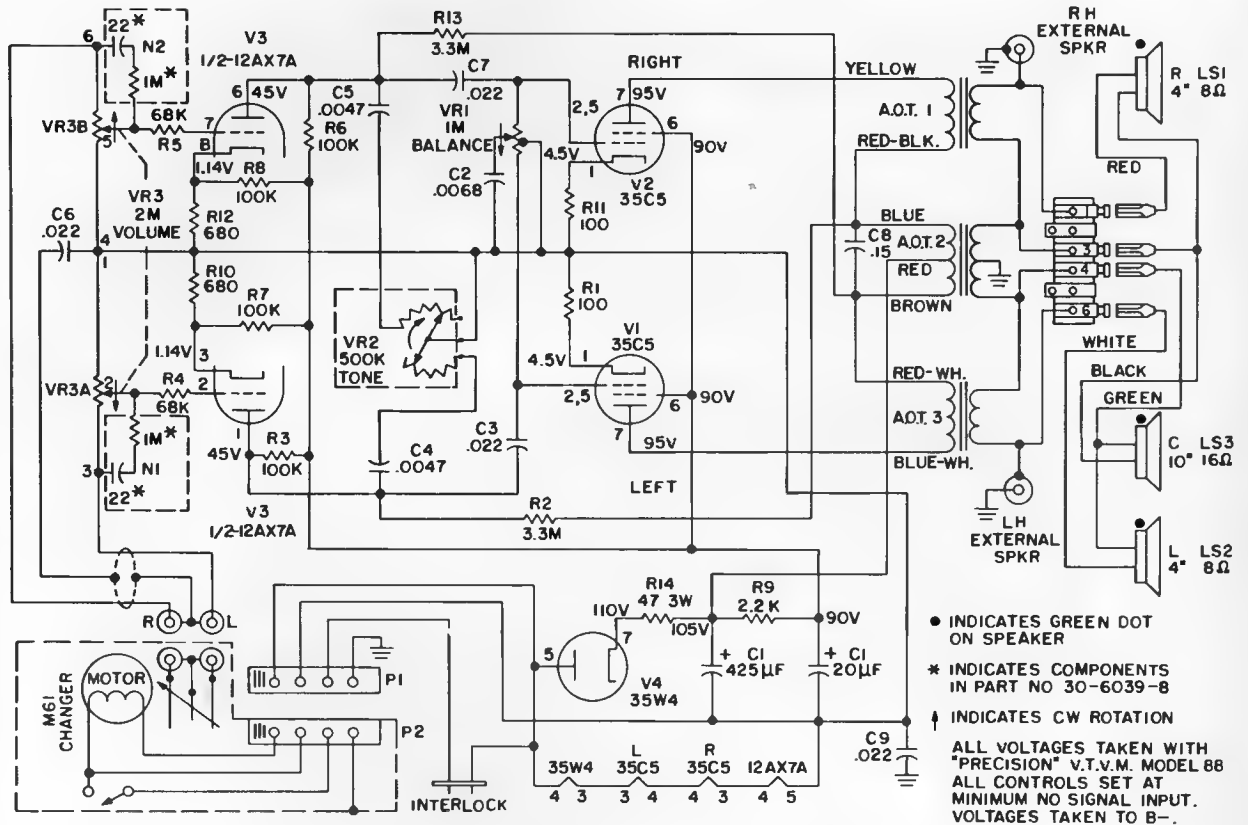 22*
6
N2
1M*
V3
1/2-12AX7A
6
45V
68K
R5
7
8
VR3B
5
1.14V
R8
100K
VR3
2M
VOLUME
R12
680
C6
.022
4
1
R10
680
R7
100K
1.14V
3
VR3A
2
R4
68K
2
1M*
N1
22*
3
1
45V
R3
100K
V3
1/2-12AX7A
R13
3.3M
C5
.0047
R6
100K
C7
.022
VR1
1M
BALANCE
C2
.0068
VR2
500K
TONE
C4
.0047
C3
.022
R2
3.3M
RIGHT
7
95V
2,5
6
90V
4.5V
1
V2
35C5
R11
100
R1
100
V1
35C5
4.5V
1
2,5
6
90V
7
95V
LEFT
YELLOW
A.O.T. 1
RED-BLK.
BLUE
C8
.15
A.O.T. 2
RED
BROWN
RED-WH.
A.O.T. 3
BLUE-WH.
RH
EXTERNAL
SPKR
R LS1
4" 8Ω
RED
1
3
4
6
WHITE
BLACK
GREEN
C LS3
10" 16Ω
L LS2
4" 8Ω
LH
EXTERNAL
SPKR
R
L
M61
CHANGER
MOTOR
P1
P2
INTERLOCK
110V
R14
47 3W
105V
R9
2.2K
90V
5
7
V4
35W4
+ C1
425µF
+ C1
20µF
C9
.022
35W4
4 3
L
35C5
3 4
R
35C5
3 4
12AX7A
4 5
● INDICATES GREEN DOT
ON SPEAKER
* INDICATES COMPONENTS
IN PART NO 30-6039-8
↑ INDICATES CW ROTATION
ALL VOLTAGES TAKEN WITH
"PRECISION" V.T.V.M. MODEL 88
ALL CONTROLS SET AT
MINIMUM NO SIGNAL INPUT.
VOLTAGES TAKEN TO B-.